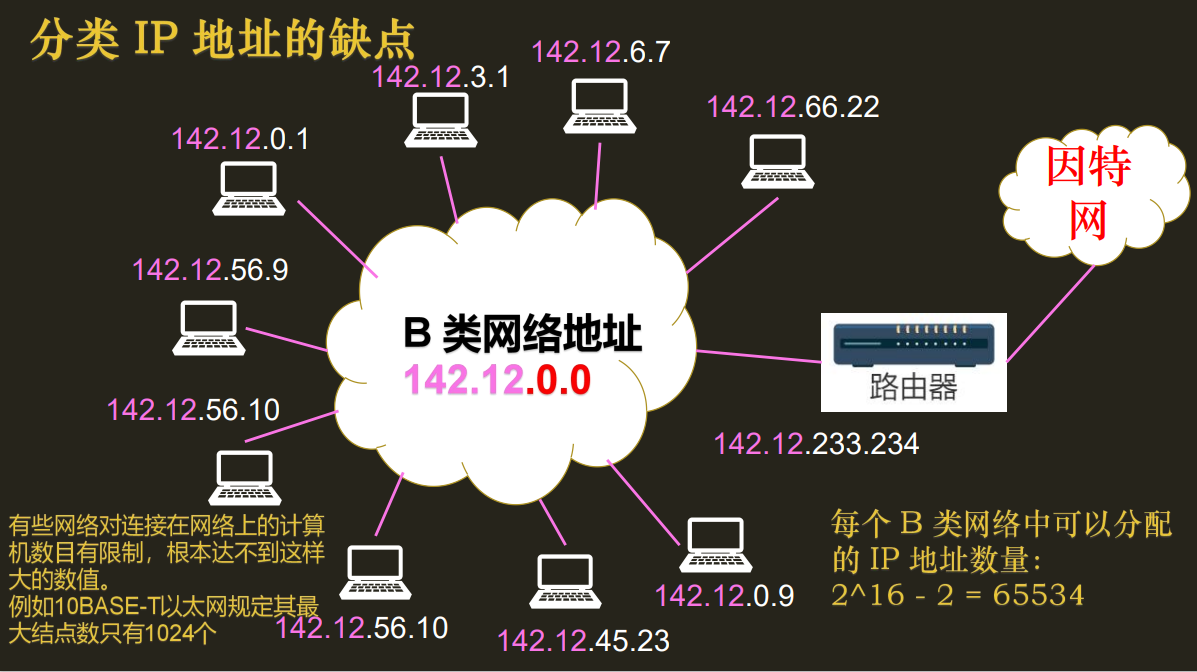 分类 IP 地址的缺点
142.12.6.7
142.12.3.1
142.12.66.22
142.12.0.1
因特
网
142.12.56.9
B 类网络地址
142.12.0.0
路由器
142.12.56.10
142.12.233.234
有些网络对连接在网络上的计算
机数目有限制，根本达不到这样
大的数值。
例如10BASE-T以太网规定其最
大结点数只有1024个
142.12.56.10
142.12.45.23
142.12.0.9
每个 B 类网络中可以分配
的 IP 地址数量：
2^16 - 2 = 65534